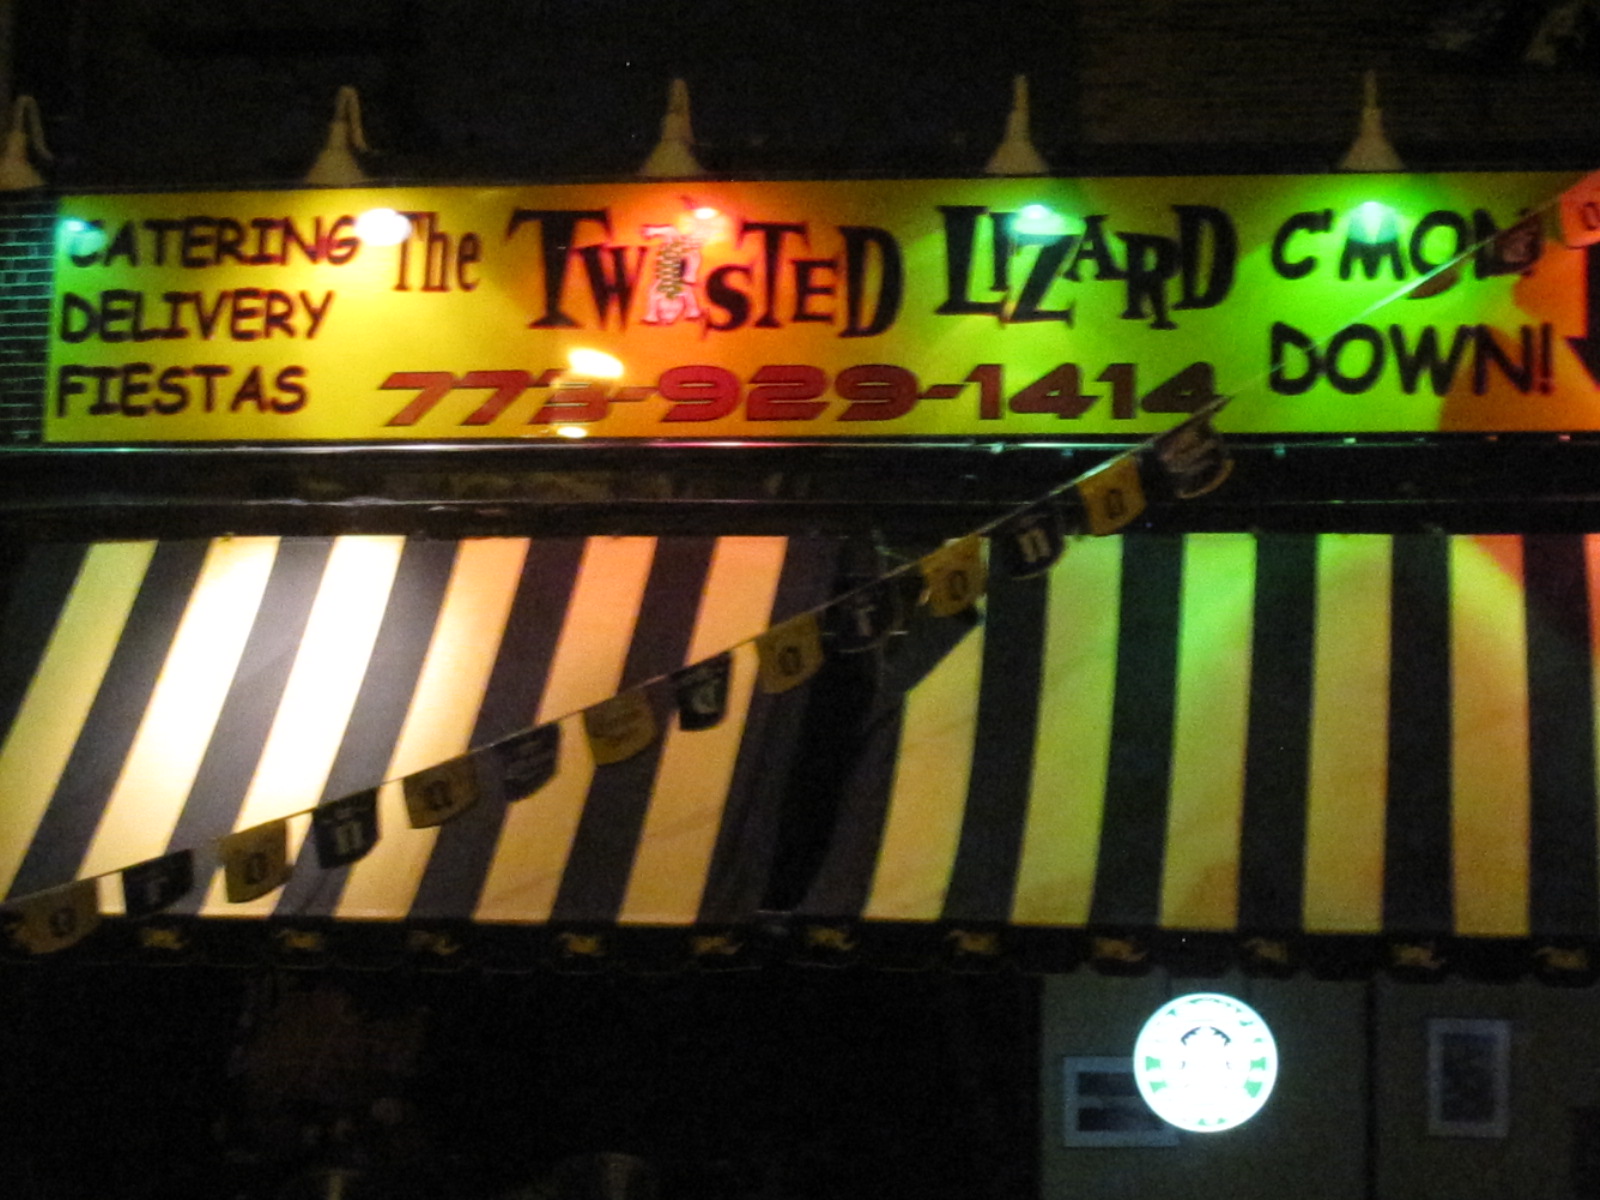 CATERING
DELIVERY
FIESTAS
The TWiSTED LIZARD
773-929-1414
C'MON
DOWN!